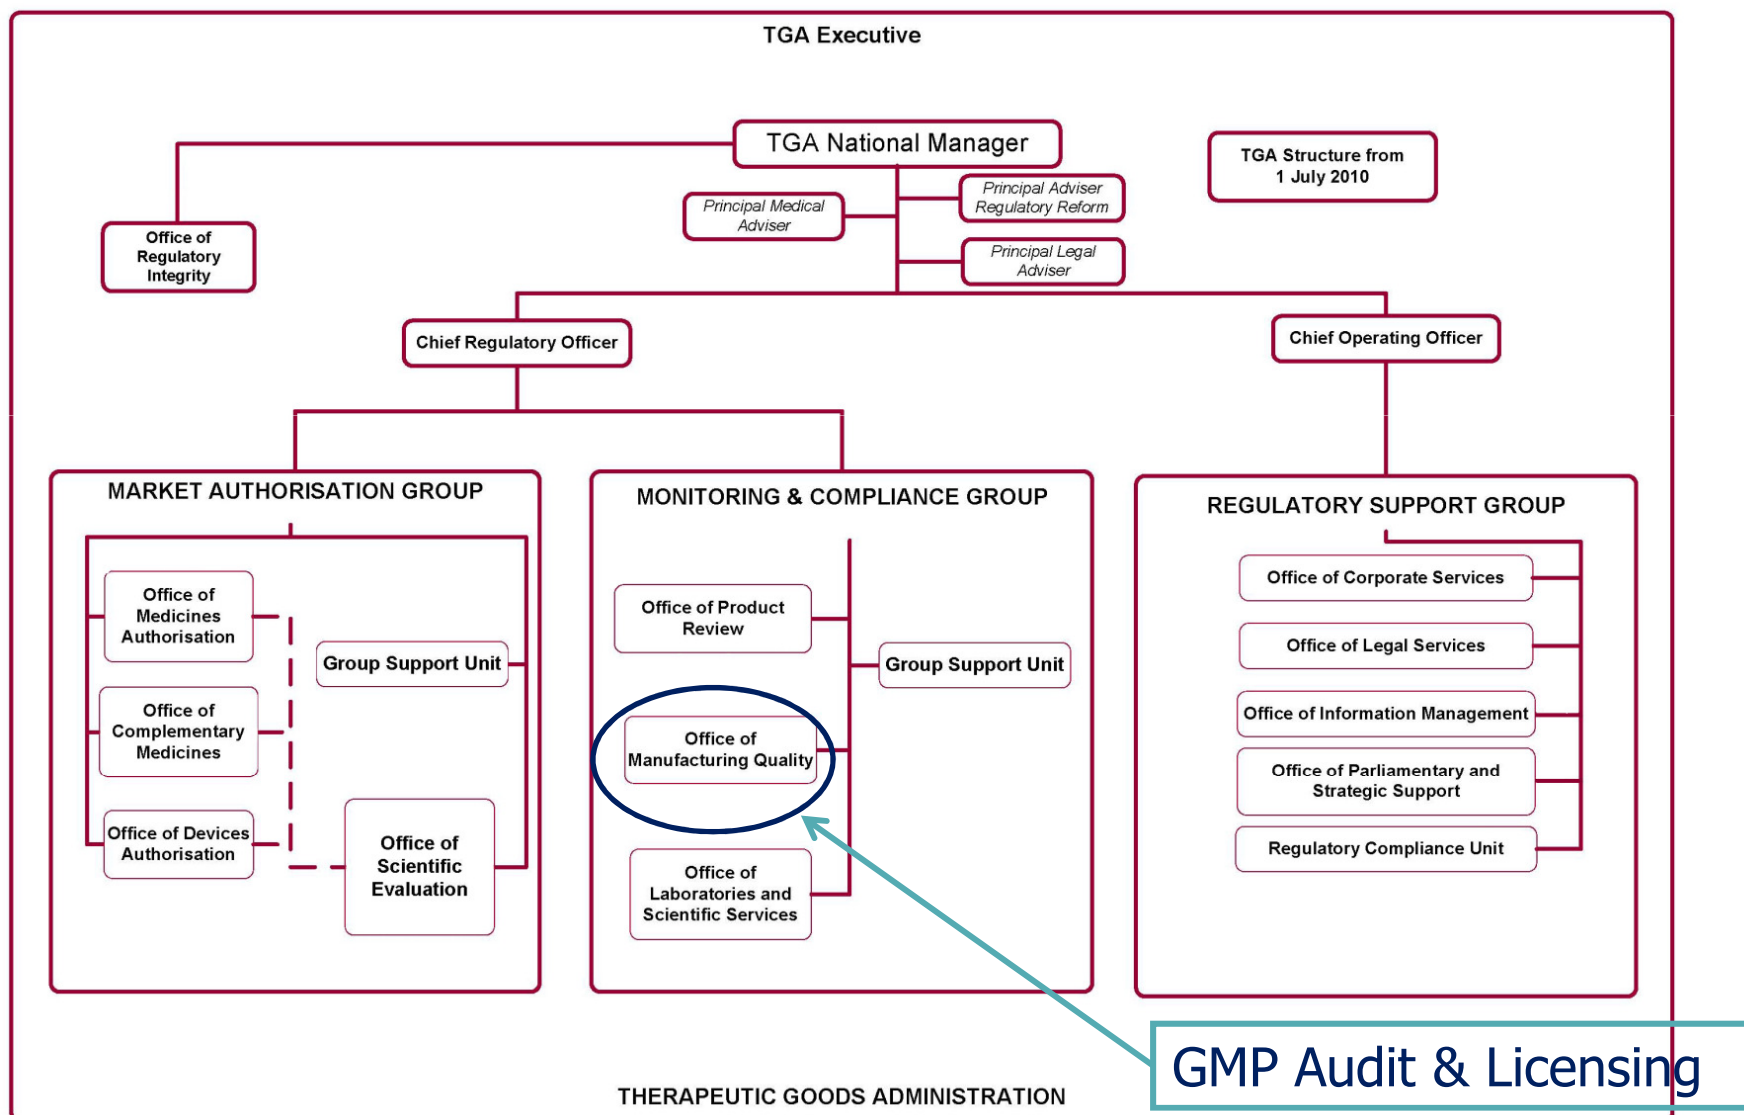 TGA Executive
TGA National Manager
TGA Structure from
1 July 2010
Principal Medical
Adviser
Principal Adviser
Regulatory Reform
Principal Legal
Adviser
Office of
Regulatory
Integrity
Chief Regulatory Officer
Chief Operating Officer
MARKET AUTHORISATION GROUP
Office of
Medicines
Authorisation
Group Support Unit
Office of
Complementary
Medicines
Office of Devices
Authorisation
Office of
Scientific
Evaluation
MONITORING & COMPLIANCE GROUP
Office of Product
Review
Group Support Unit
Office of
Manufacturing Quality
Office of
Laboratories and
Scientific Services
REGULATORY SUPPORT GROUP
Office of Corporate Services
Office of Legal Services
Office of Information Management
Office of Parliamentary and
Strategic Support
Regulatory Compliance Unit
GMP Audit & Licensing
THERAPEUTIC GOODS ADMINISTRATION